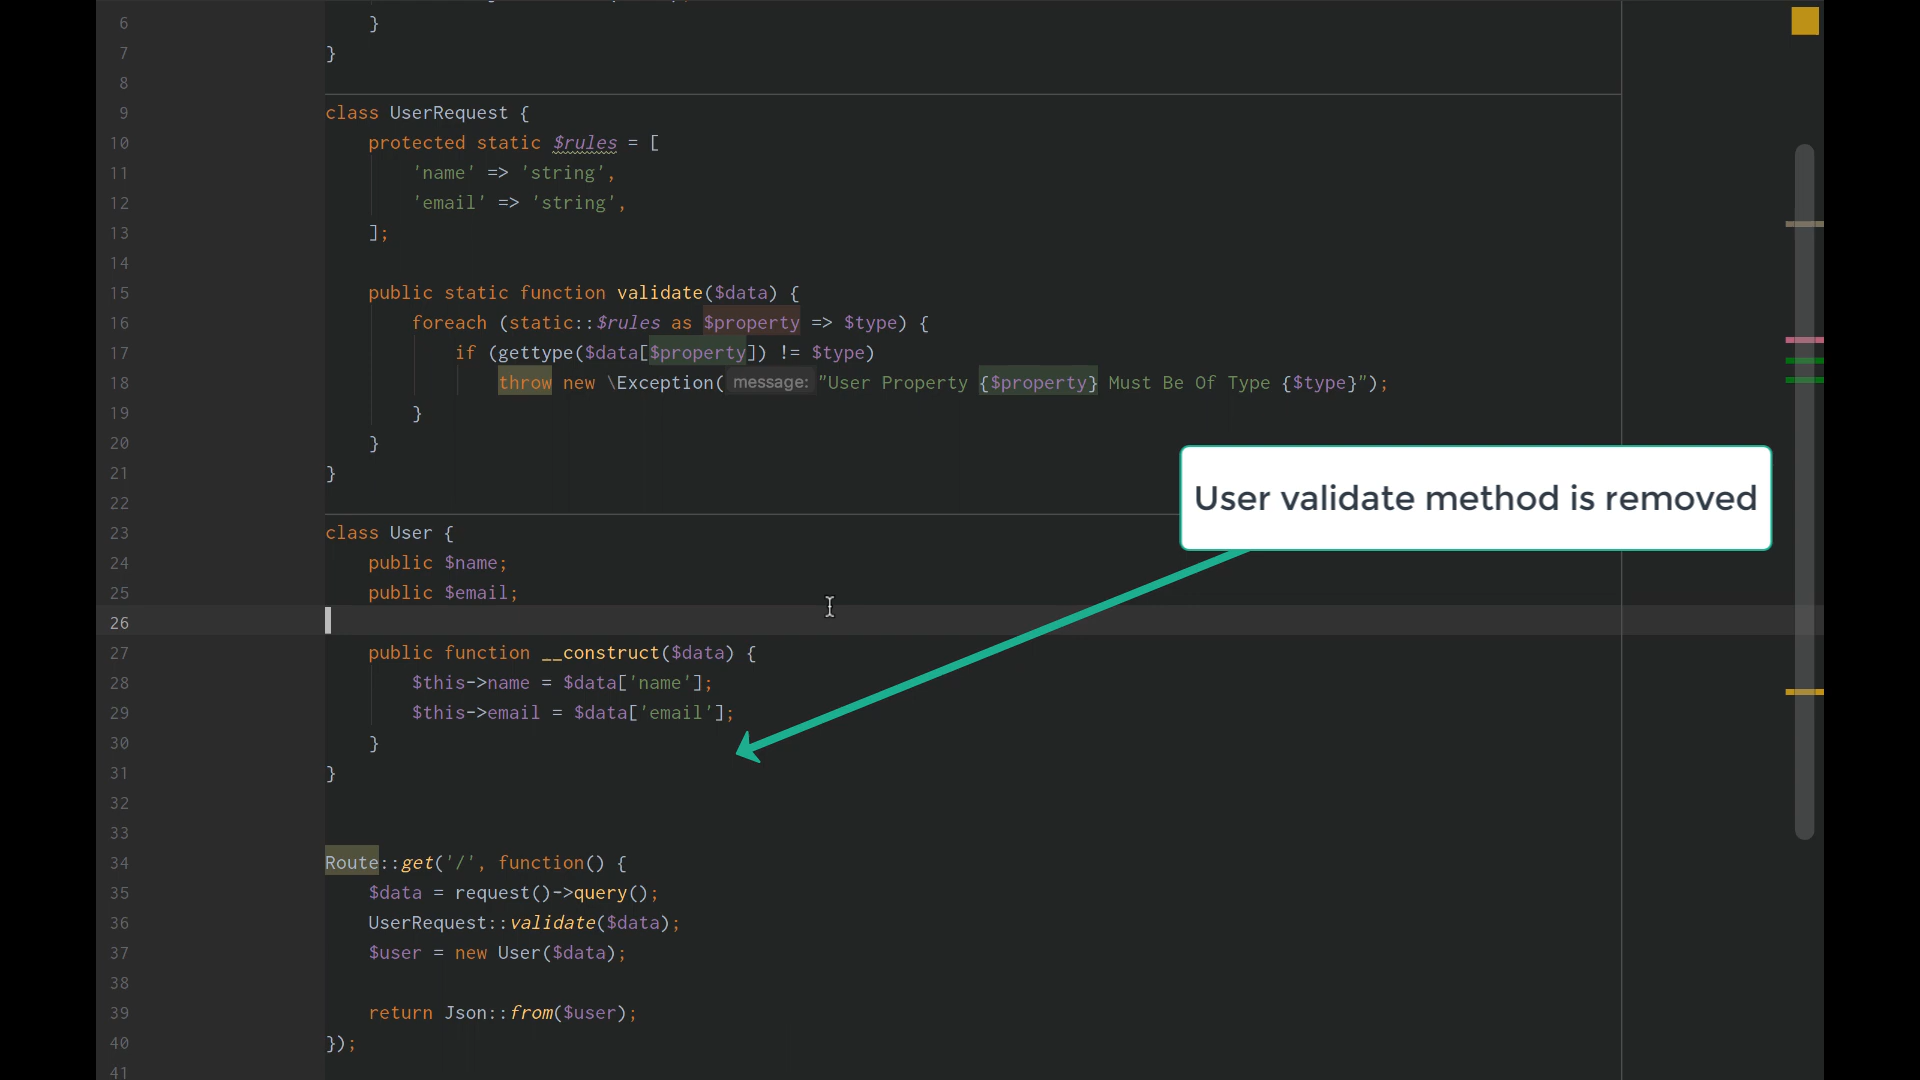 6 }
7 }
8
9 class UserRequest {
10 protected static $rules = [
11 'name' => 'string',
12 'email' => 'string',
13 ];
14
15 public static function validate($data) {
16 foreach (static::$rules as $property => $type) {
17 if (gettype($data[$property]) != $type)
18 throw new \Exception( message: "User Property {$property} Must Be Of Type {$type}");
19 }
20 }
21 }
22
User validate method is removed
23 class User {
24 public $name;
25 public $email;
26
27 public function __construct($data) {
28 $this->name = $data['name'];
29 $this->email = $data['email'];
30 }
31 }
32
33
34 Route::get('/', function() {
35 $data = request()->query();
36 UserRequest::validate($data);
37 $user = new User($data);
38
39 return Json::from($user);
40 });
41